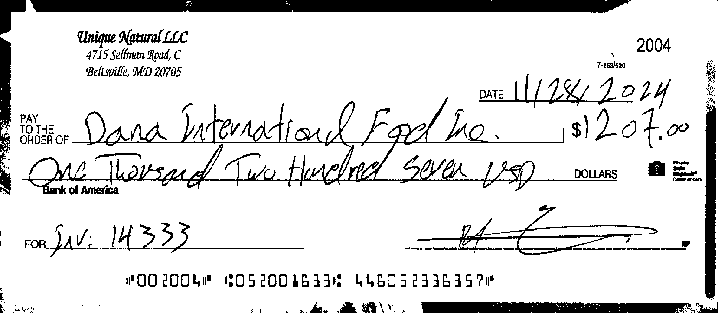 Unique Natural LLC
2004
4715 Sellman Road, C
Beltsville, MD 20705
DATE 11/28/2024
PAY TO THE ORDER OF Dana International Food Inc. $1207.00
One Thousand Two Hundred Seven USD DOLLARS
Bank of America
FOR Inv: 14333
⑈002004⑈ ⑆052001633⑆ 446052336357⑈